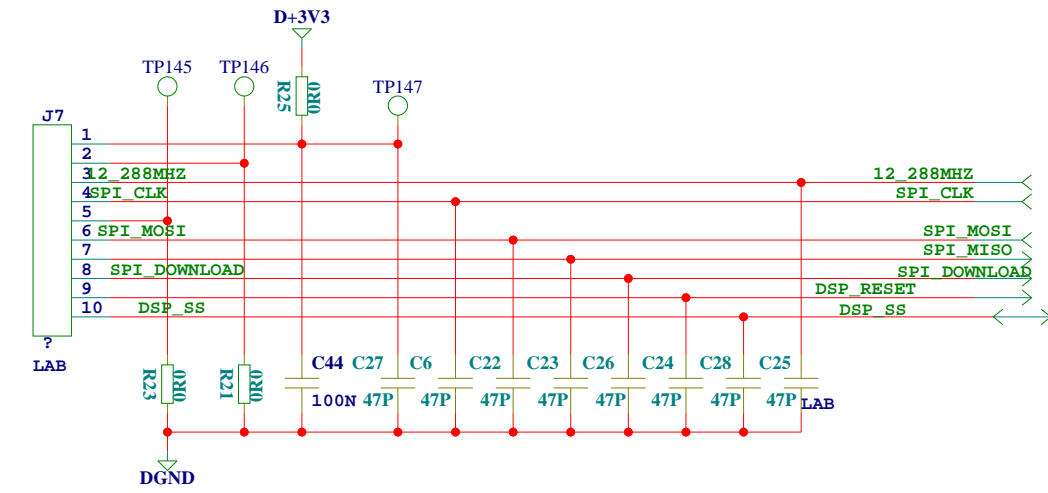 D+3V3
TP145
TP146
TP147
R25
0R0
J7
1
2
3
12_288MHZ
12_288MHZ
4
SPI_CLK
SPI_CLK
5
6
SPI_MOSI
SPI_MOSI
7
SPI_MISO
8
SPI_DOWNLOAD
SPI_DOWNLOAD
9
DSP_RESET
10
DSP_SS
DSP_SS
?
LAB
R23
0R0
R21
0R0
C44 C27 C6 C22 C23 C26 C24 C28 C25
100N 47P 47P 47P 47P 47P 47P 47P 47P LAB
DGND